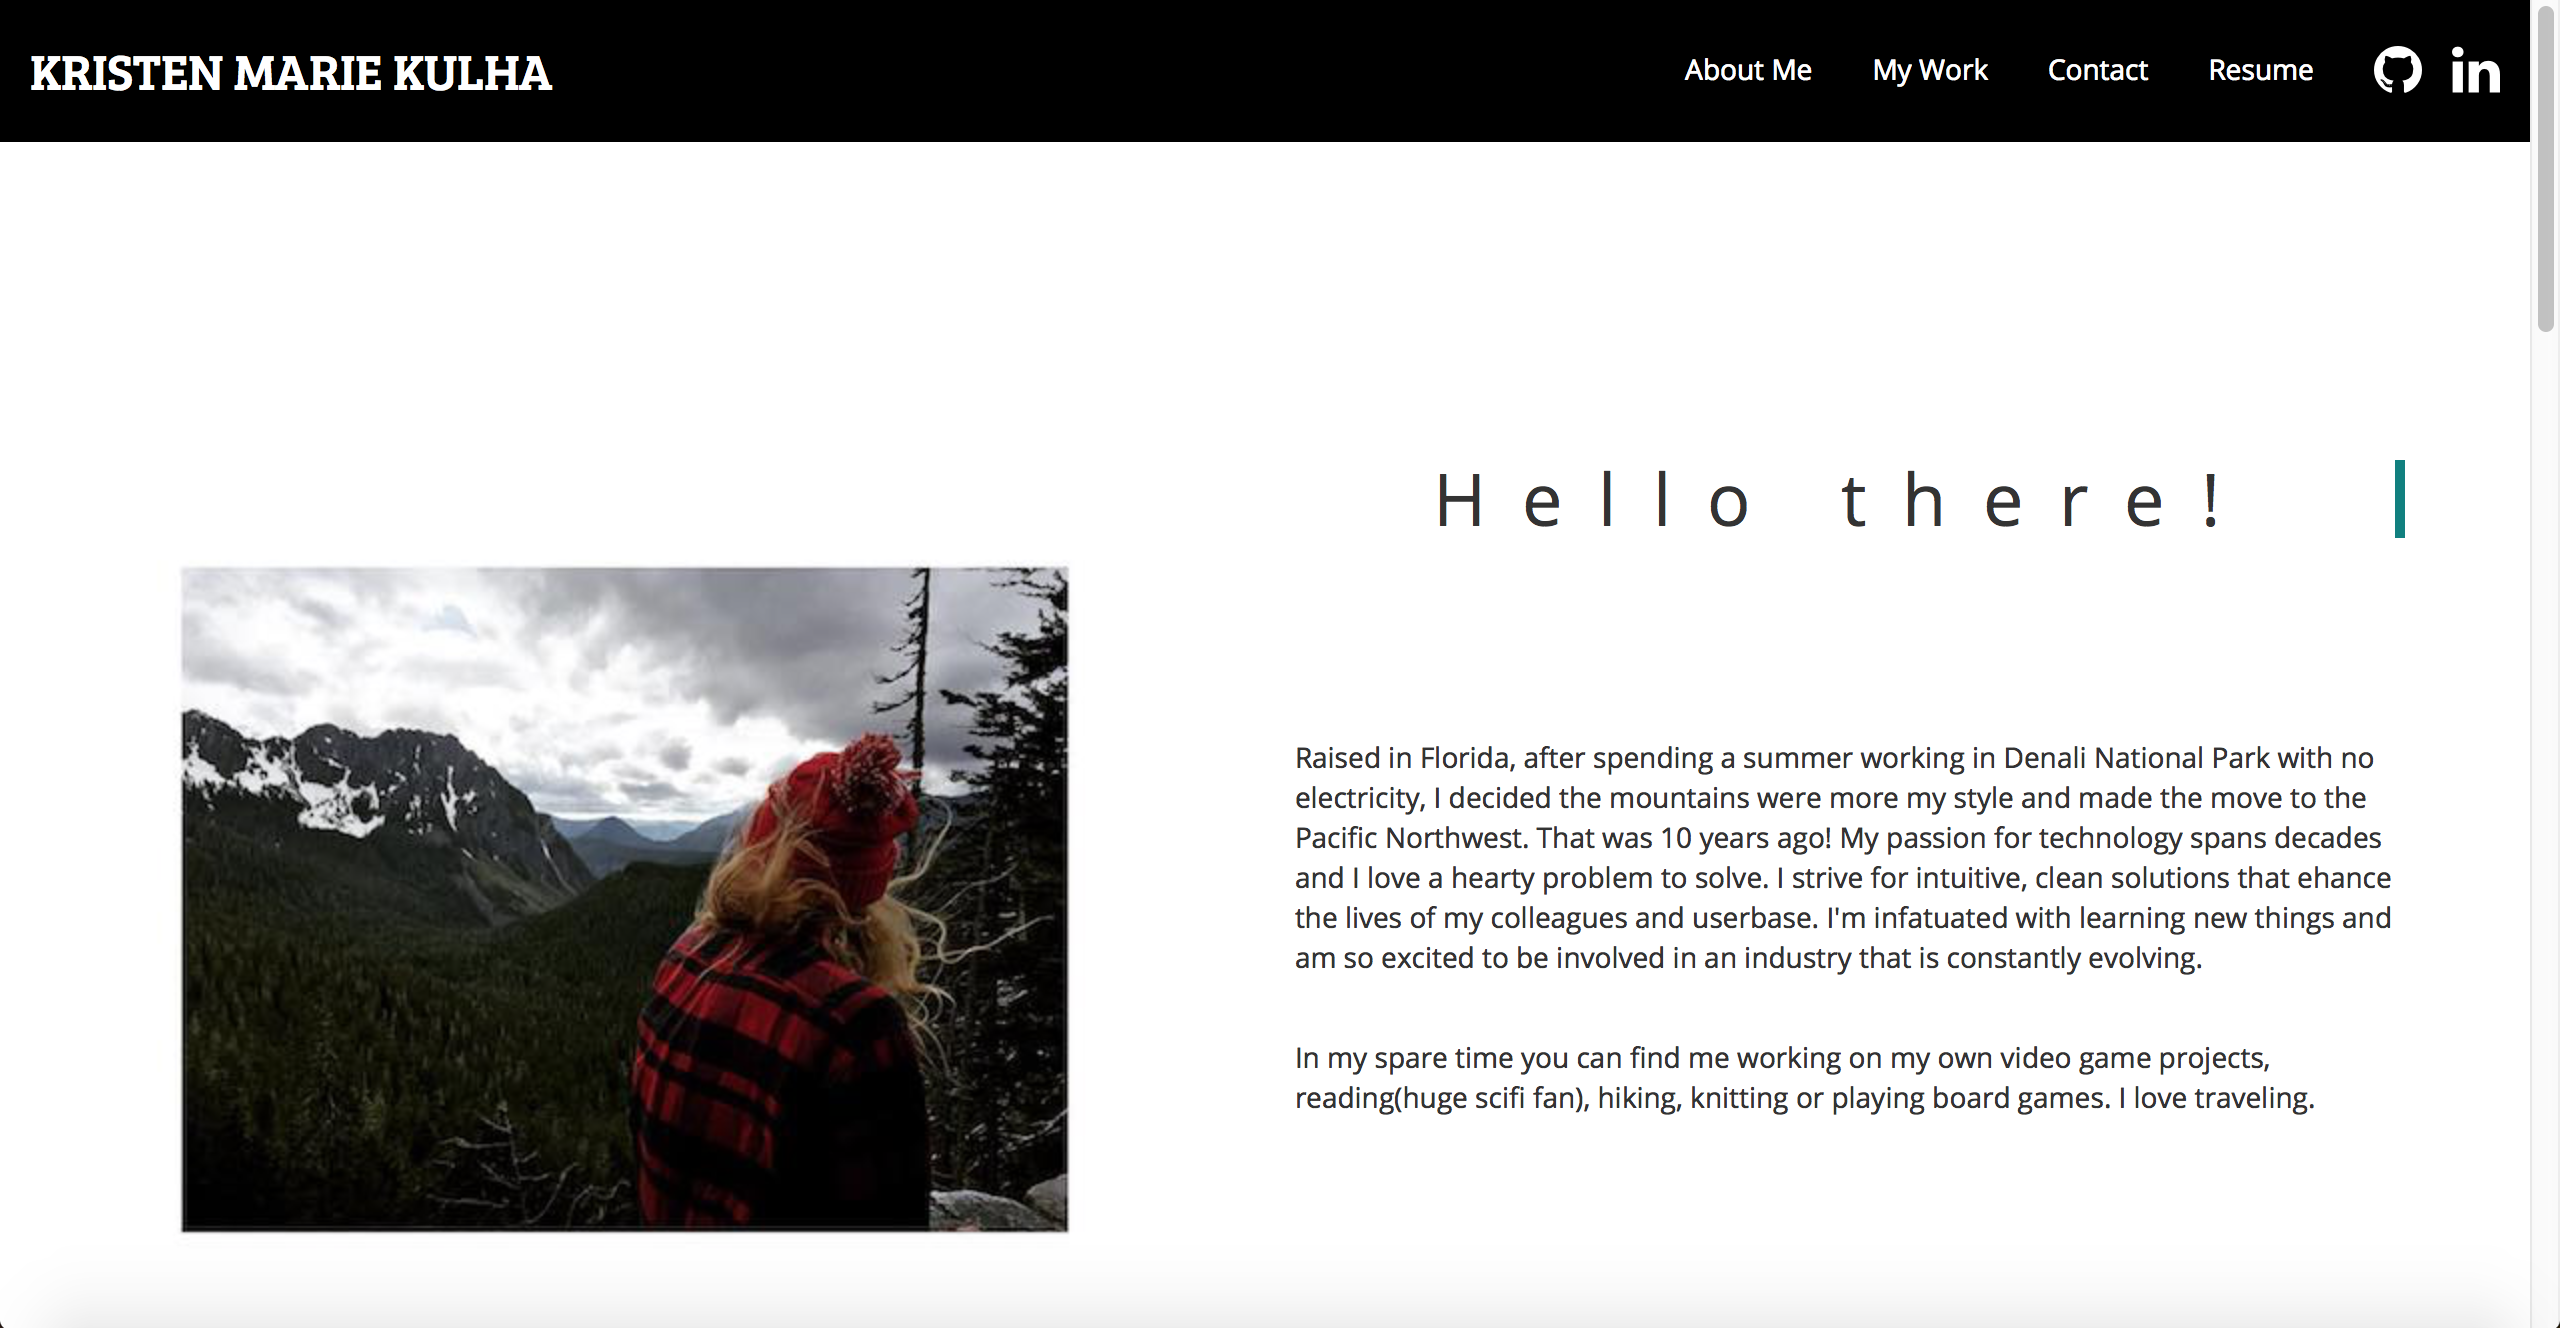 KRISTEN MARIE KULHA
About Me
My Work
Contact
Resume
in
Hello there!
Raised in Florida, after spending a summer working in Denali National Park with no
electricity, I decided the mountains were more my style and made the move to the
Pacific Northwest. That was 10 years ago! My passion for technology spans decades
and I love a hearty problem to solve. I strive for intuitive, clean solutions that ehance
the lives of my colleagues and userbase. I'm infatuated with learning new things and
am so excited to be involved in an industry that is constantly evolving.
In my spare time you can find me working on my own video game projects,
reading(huge scifi fan), hiking, knitting or playing board games. I love traveling.